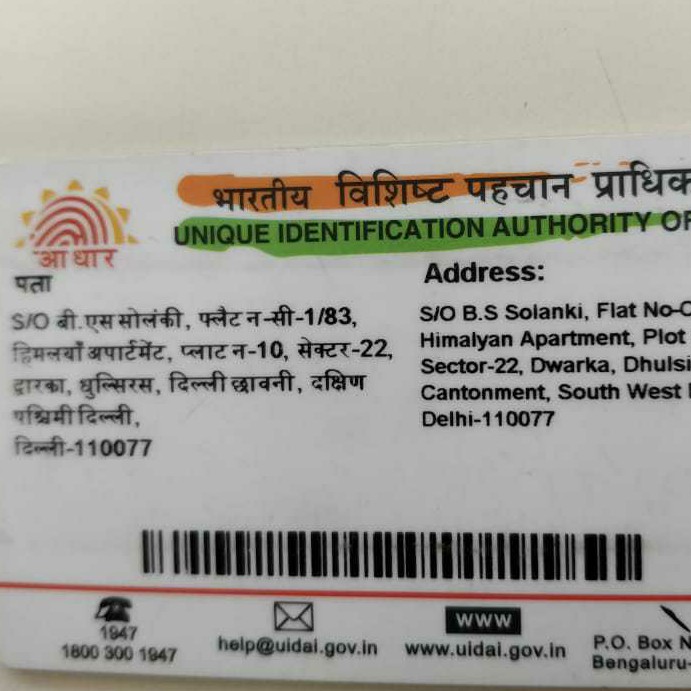 भारतीय विशिष्ट पहचान प्राधिक
UNIQUE IDENTIFICATION AUTHORITY OF
आधार
पता
S/O बी.एस सोलंकी, फ्लैट न-सी-1/83,
हिमलयाँ अपार्टमेंट, प्लाट न-10, सेक्टर-22,
द्वारका, धुल्सिरस, दिल्ली छावनी, दक्षिण
पश्चिमी दिल्ली,
दिल्ली-110077
Address:
S/O B.S Solanki, Flat No-C
Himalyan Apartment, Plot
Sector-22, Dwarka, Dhulsi
Cantonment, South West
Delhi-110077
1947
1800 300 1947
help@uidai.gov.in
WWW
www.uidai.gov.in
P.O. Box N
Bengaluru-